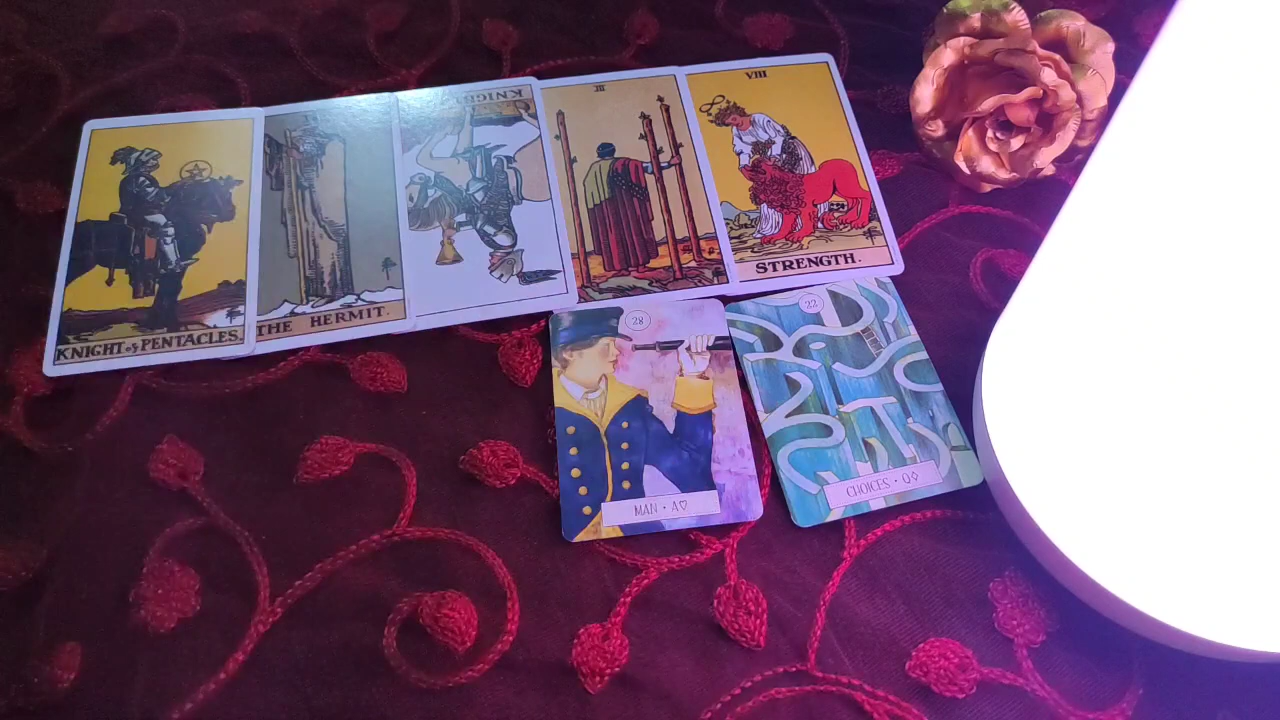 KNIGHT of PENTACLES.
THE HERMIT.
KNIGHT
III
VIII
STRENGTH.
28
MAN • A♡
22
CHOICES • Q♢